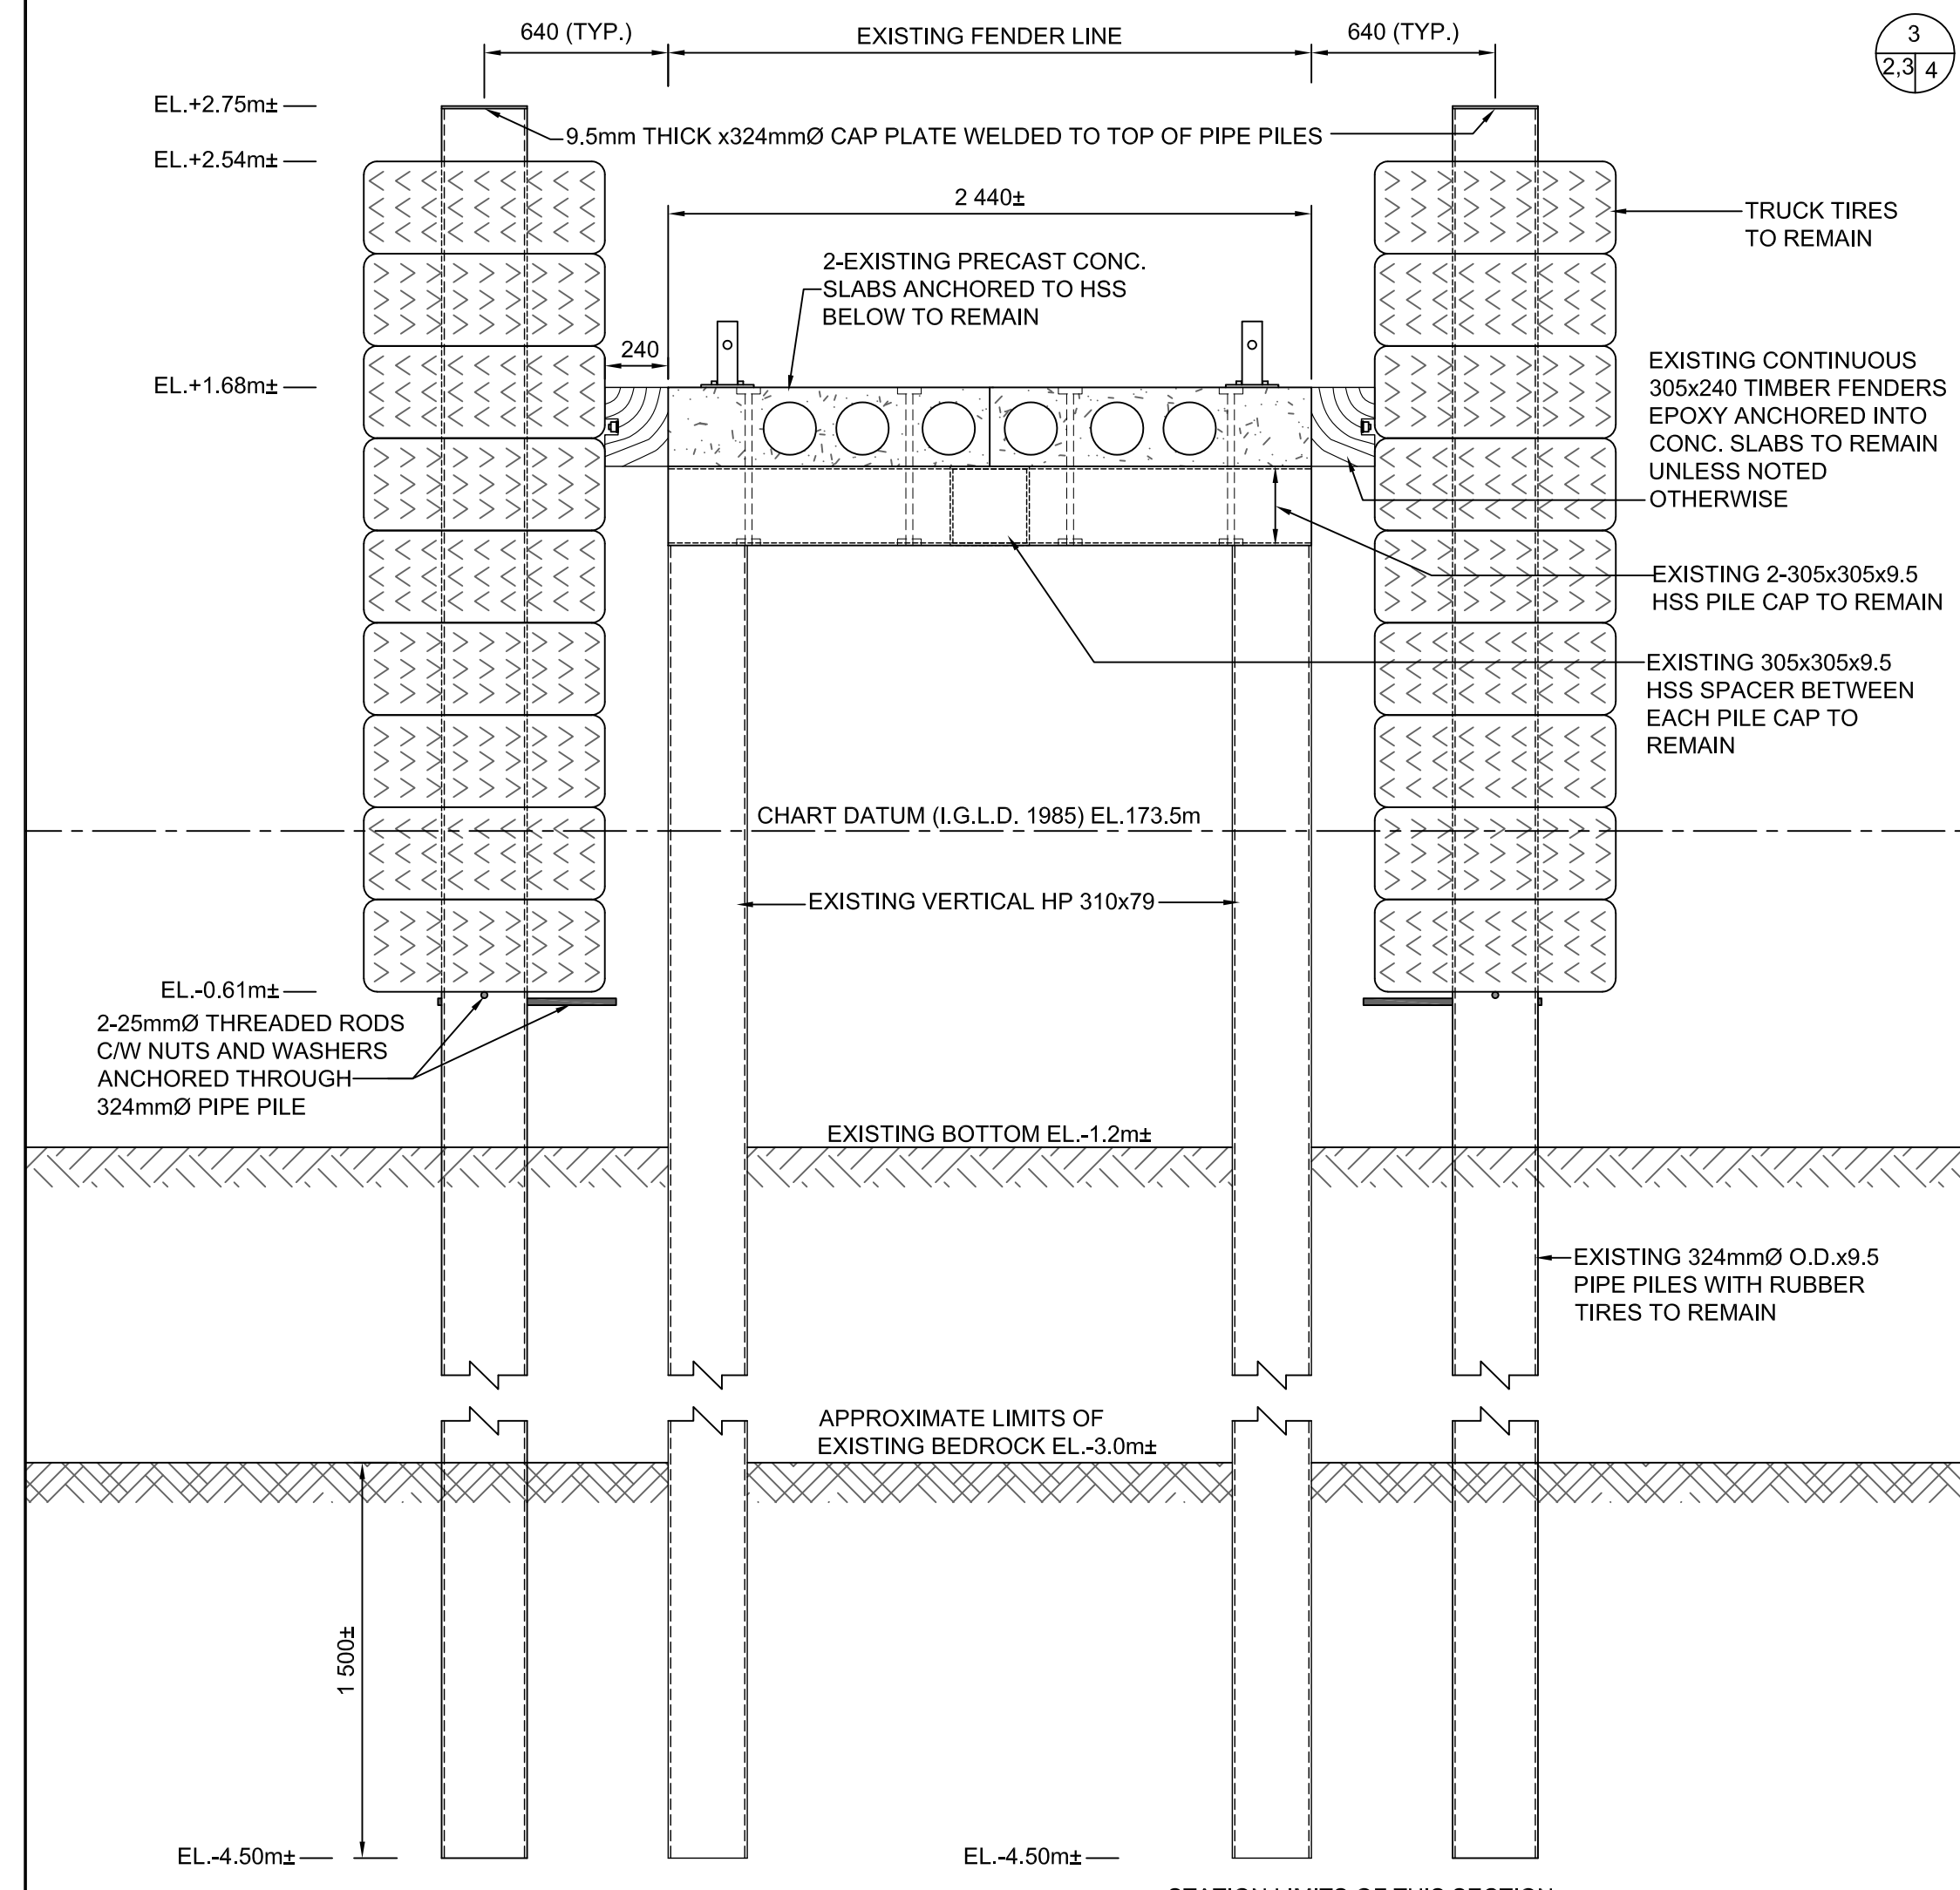 640 (TYP.)
EXISTING FENDER LINE
640 (TYP.)
3
2,3
4
EL.+2.75m±
9.5mm THICK x324mmØ CAP PLATE WELDED TO TOP OF PIPE PILES
EL.+2.54m±
2 440±
TRUCK TIRES
TO REMAIN
2-EXISTING PRECAST CONC.
SLABS ANCHORED TO HSS
BELOW TO REMAIN
240
EL.+1.68m±
EXISTING CONTINUOUS
305x240 TIMBER FENDERS
EPOXY ANCHORED INTO
CONC. SLABS TO REMAIN
UNLESS NOTED
OTHERWISE
EXISTING 2-305x305x9.5
HSS PILE CAP TO REMAIN
EXISTING 305x305x9.5
HSS SPACER BETWEEN
EACH PILE CAP TO
REMAIN
CHART DATUM (I.G.L.D. 1985) EL.173.5m
EXISTING VERTICAL HP 310x79
EL.-0.61m±
2-25mmØ THREADED RODS
C/W NUTS AND WASHERS
ANCHORED THROUGH
324mmØ PIPE PILE
EXISTING BOTTOM EL.-1.2m±
EXISTING 324mmØ O.D.x9.5
PIPE PILES WITH RUBBER
TIRES TO REMAIN
APPROXIMATE LIMITS OF
EXISTING BEDROCK EL.-3.0m±
1 500±
EL.-4.50m±
EL.-4.50m±
STATION LIMITS OF THIS SECTION